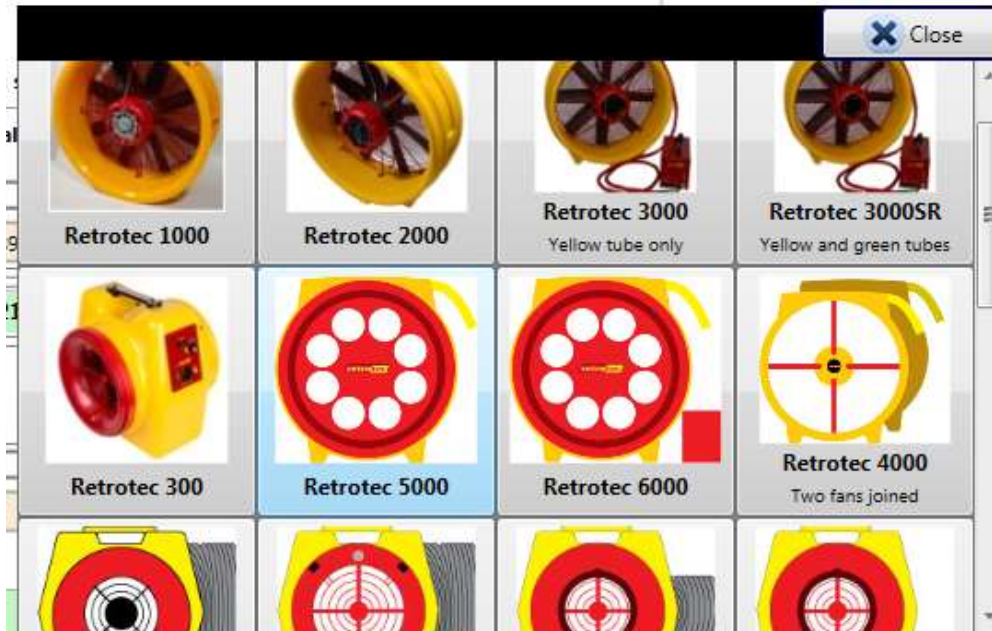 Close
Retrotec 1000
Retrotec 2000
Retrotec 3000
Yellow tube only
Retrotec 3000SR
Yellow and green tubes
Retrotec 300
Retrotec 5000
Retrotec 6000
Retrotec 4000
Two fans joined